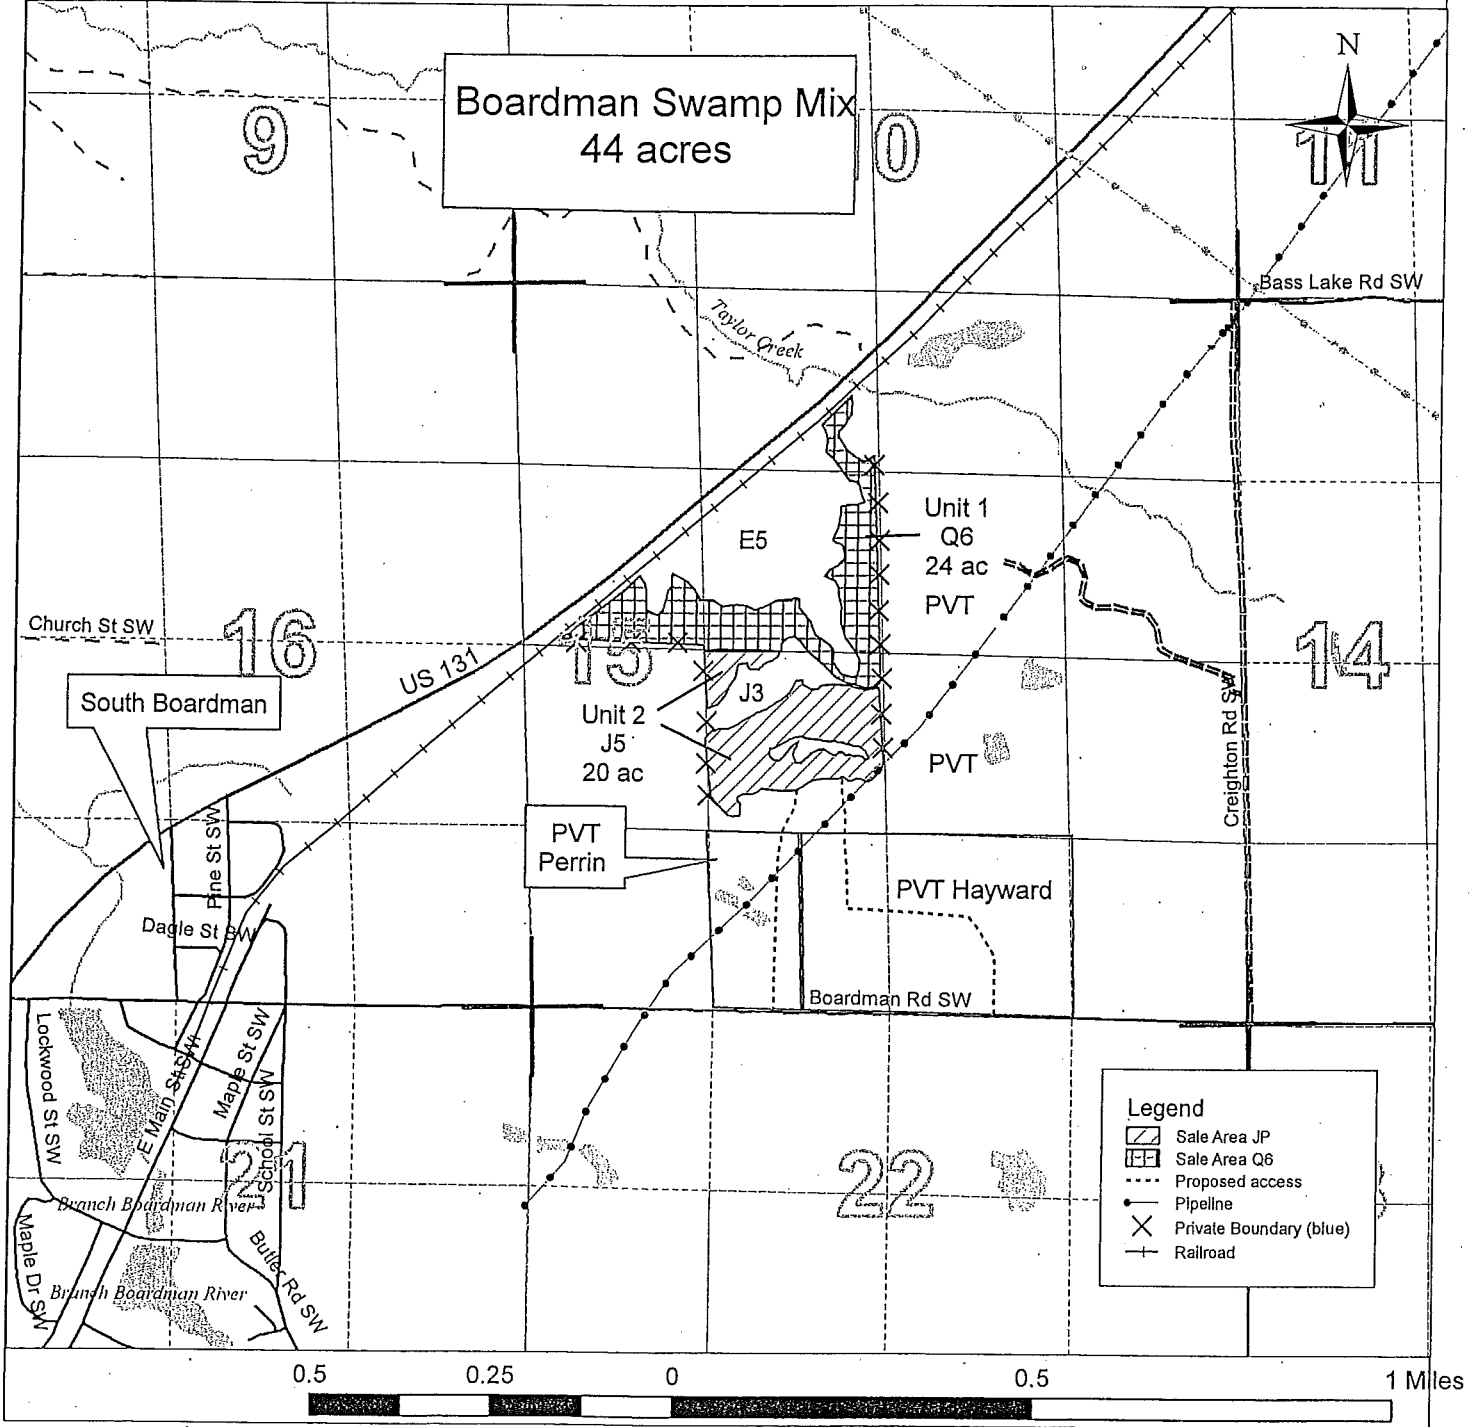 N
Boardman Swamp Mix
44 acres
9
0
11
Bass Lake Rd SW
Taylor Creek
E5
Unit 1
Q6
24 ac
PVT
Church St SW
16
15
14
US 131
South Boardman
J3
Unit 2
J5
20 ac
PVT
Creighton Rd SW
PVT
Perrin
PVT Hayward
Pine St SW
Dagle St SW
Boardman Rd SW
Lockwood St SW
E Main St SW
Maple St SW
School St SW
21
22
Branch Boardman River
Maple Dr SW
Butler Rd SW
Branch Boardman River
Legend
Sale Area JP
Sale Area Q6
Proposed access
Pipeline
Private Boundary (blue)
Railroad
0.5 0.25 0 0.5 1 Miles